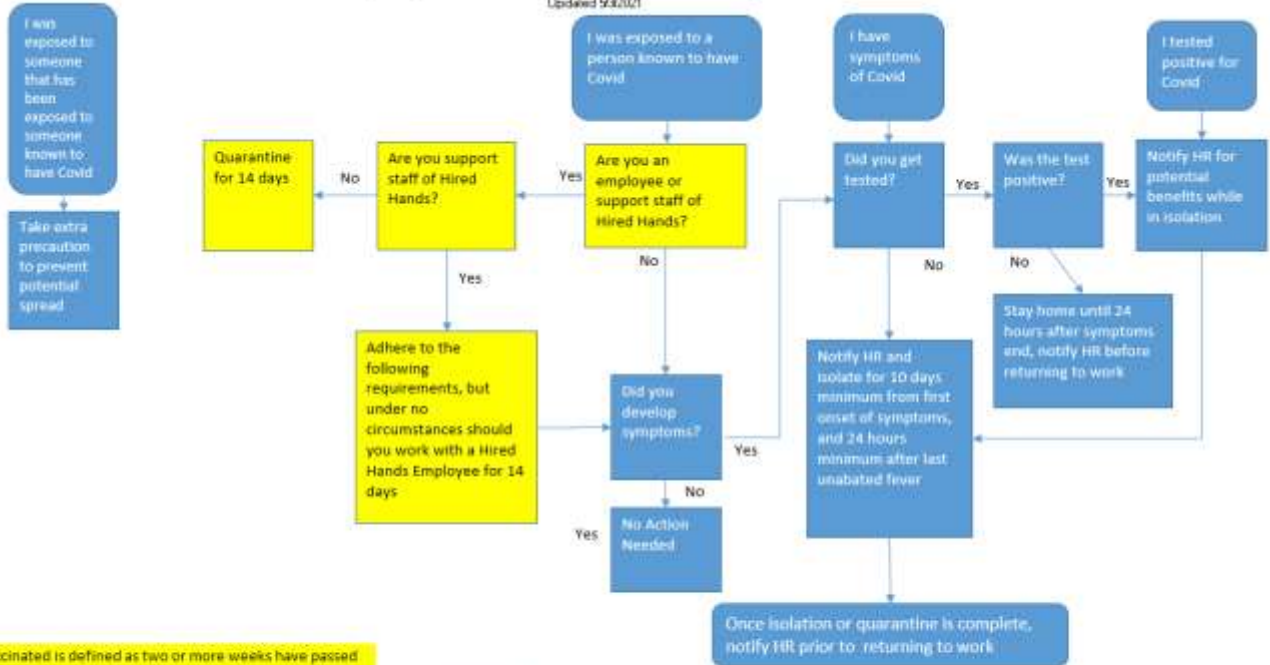 Updated 5/3/2021
I was
exposed to
someone
that has
been
exposed to
someone
known to
have Covid
Take extra
precaution
to prevent
potential
spread
I was exposed to a
person known to have
Covid
I have
symptoms
of Covid
I tested
positive for
Covid
Quarantine
for 14 days
No
Are you support
staff of Hired
Hands?
Yes
Are you an
employee or
support staff of
Hired Hands?
Did you get
tested?
Yes
Was the test
positive?
Yes
Notify HR for
potential
benefits while
in isolation
Yes
No
No
No
Stay home until 24
hours after symptoms
end, notify HR before
returning to work
Adhere to the
following
requirements, but
under no
circumstances should
you work with a Hired
Hands Employee for 14
days
Did you
develop
symptoms?
Yes
Notify HR and
isolate for 10 days
minimum from first
onset of symptoms,
and 24 hours
minimum after last
unabated fever
No
Yes
No Action
Needed
Once isolation or quarantine is complete,
notify HR prior to returning to work
cinated is defined as two or more weeks have passed